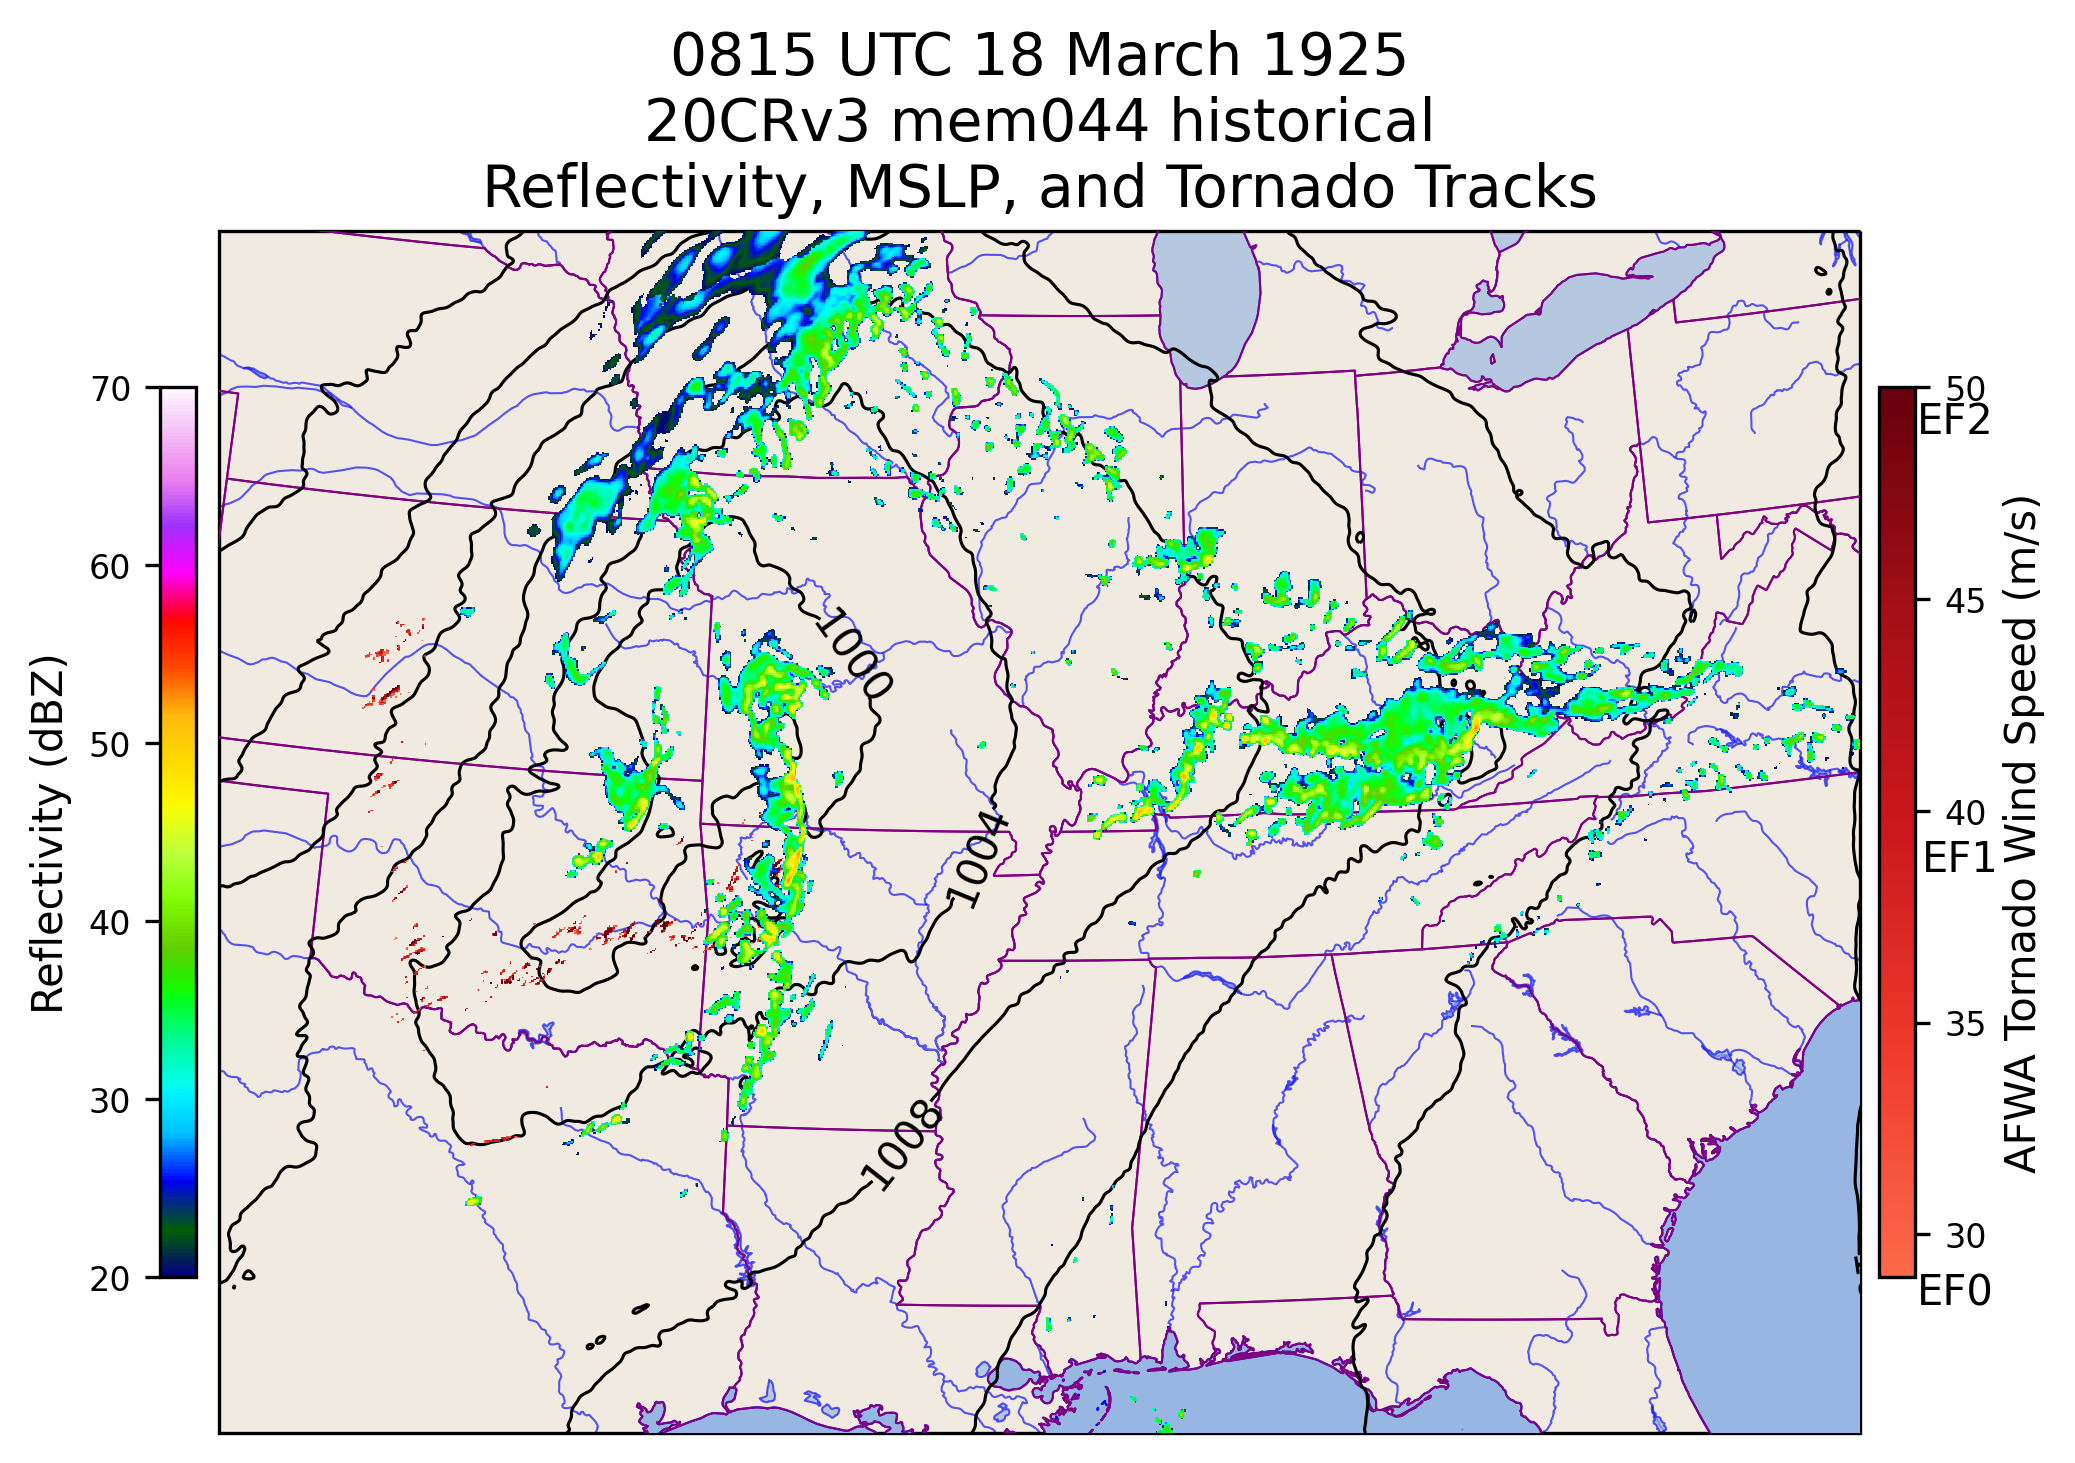 0815 UTC 18 March 1925
20CRv3 mem044 historical
Reflectivity, MSLP, and Tornado Tracks
70
60
50
40
30
20
Reflectivity (dBZ)
1000
1004
1008
50
EF2
45
40
EF1
35
30
EF0
AFWA Tornado Wind Speed (m/s)